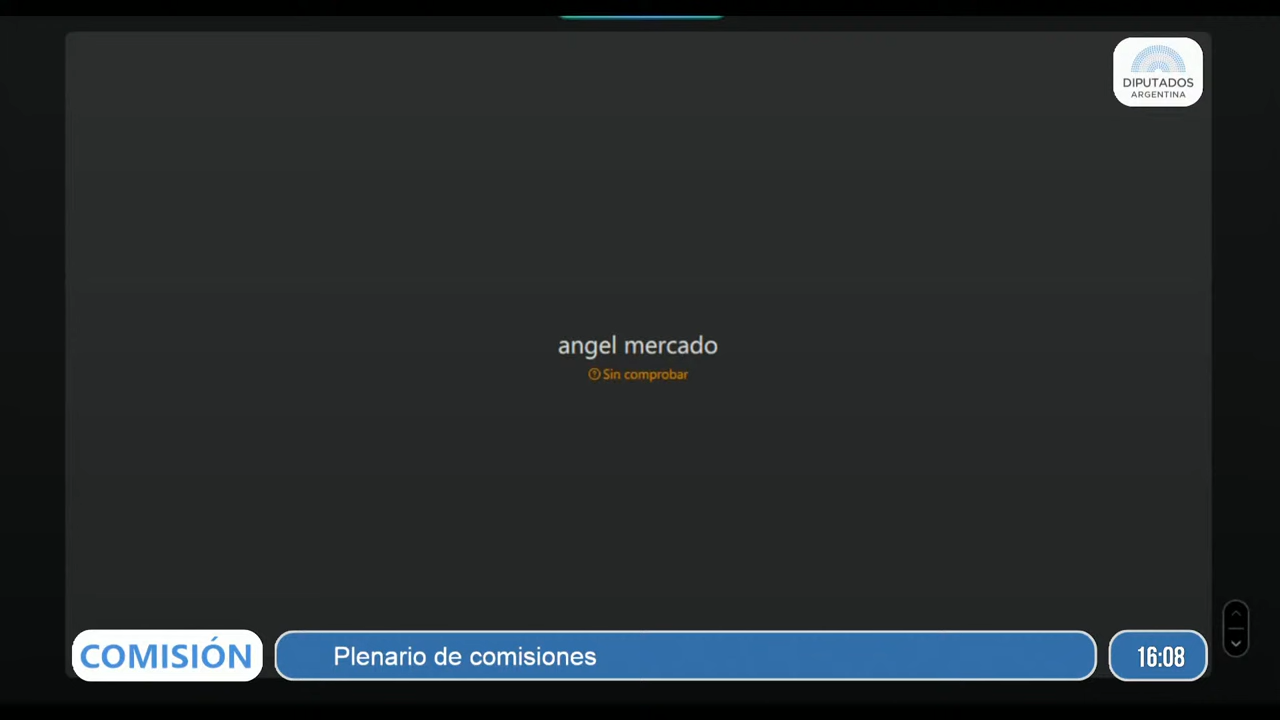 DIPUTADOS
ARGENTINA
angel mercado
Sin comprobar
COMISIÓN
Plenario de comisiones
16:08